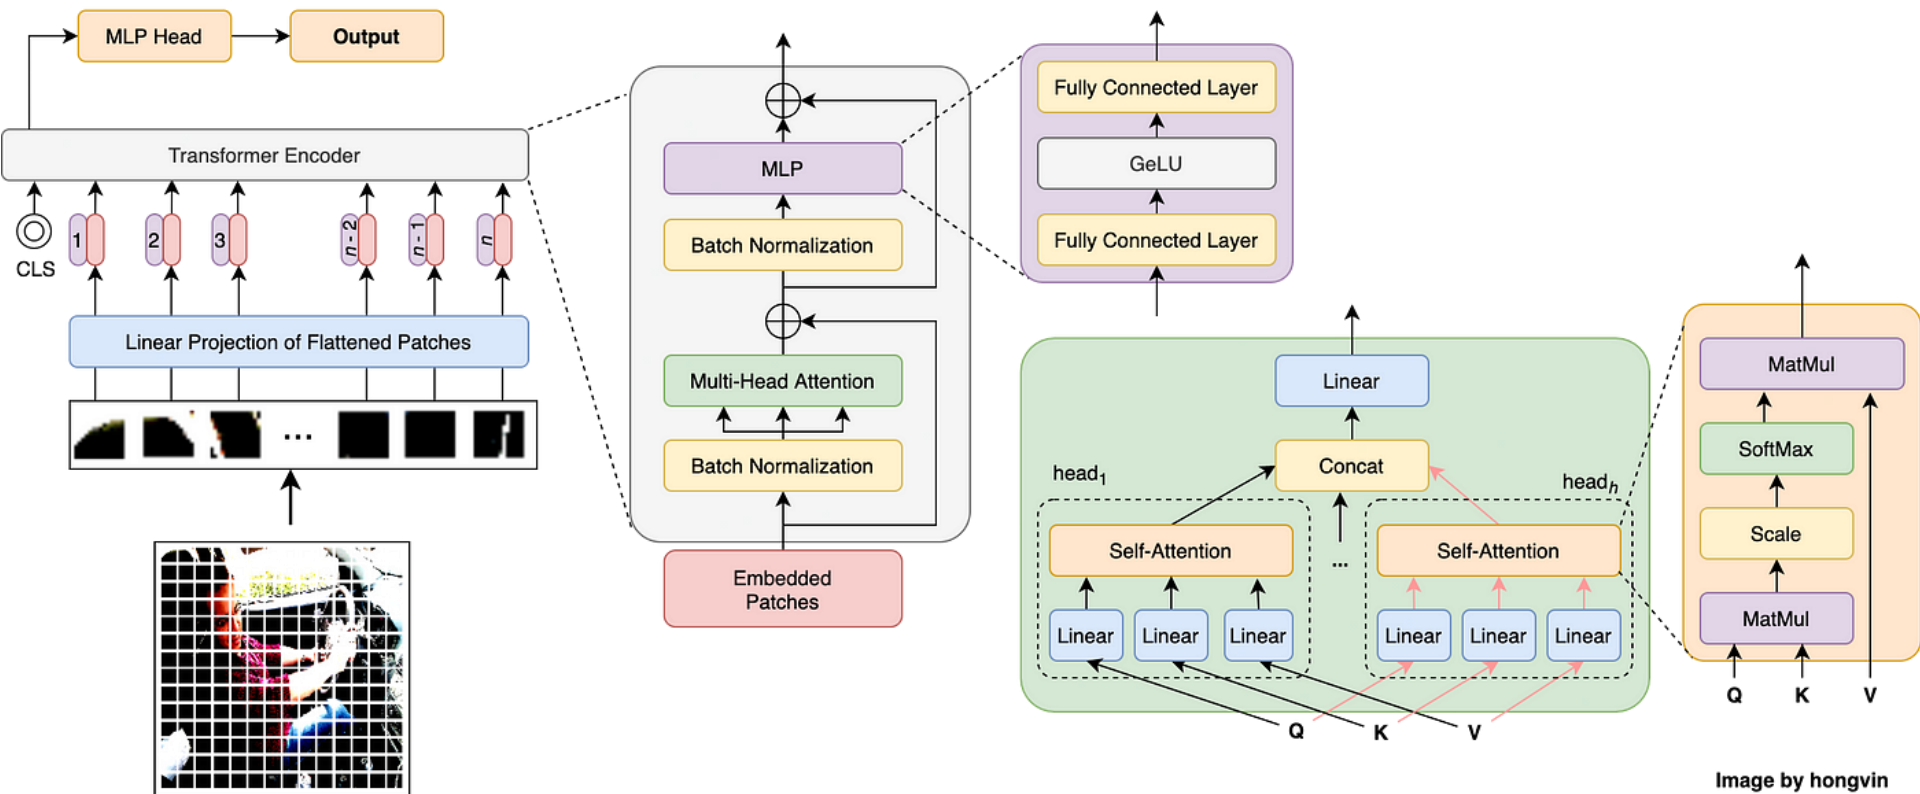 MLP Head
Output
Transformer Encoder
CLS
1
2
3
n - 2
n - 1
n
Linear Projection of Flattened Patches
...
MLP
Batch Normalization
Multi-Head Attention
Batch Normalization
Embedded
Patches
Fully Connected Layer
GeLU
Fully Connected Layer
Linear
Concat
head1
headh
Self-Attention
...
Self-Attention
Linear
Linear
Linear
Linear
Linear
Linear
Q
K
V
MatMul
SoftMax
Scale
MatMul
Q
K
V
Image by hongvin